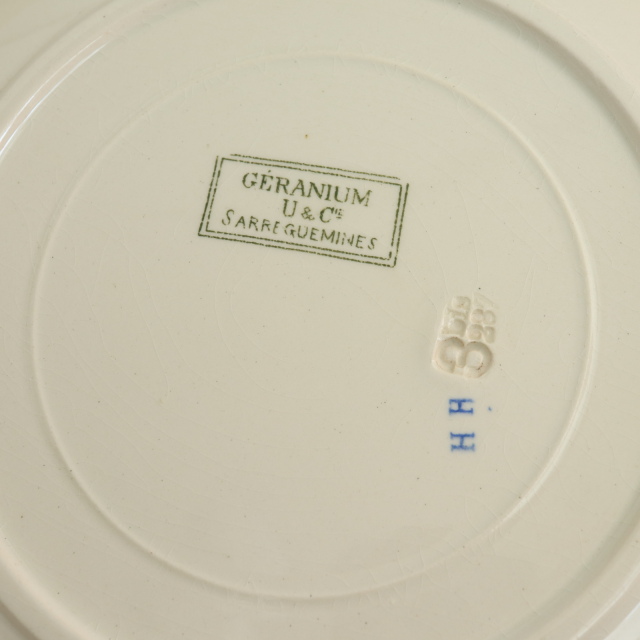 GÉRANIUM
U & Cie
SARREGUEMINES
H H